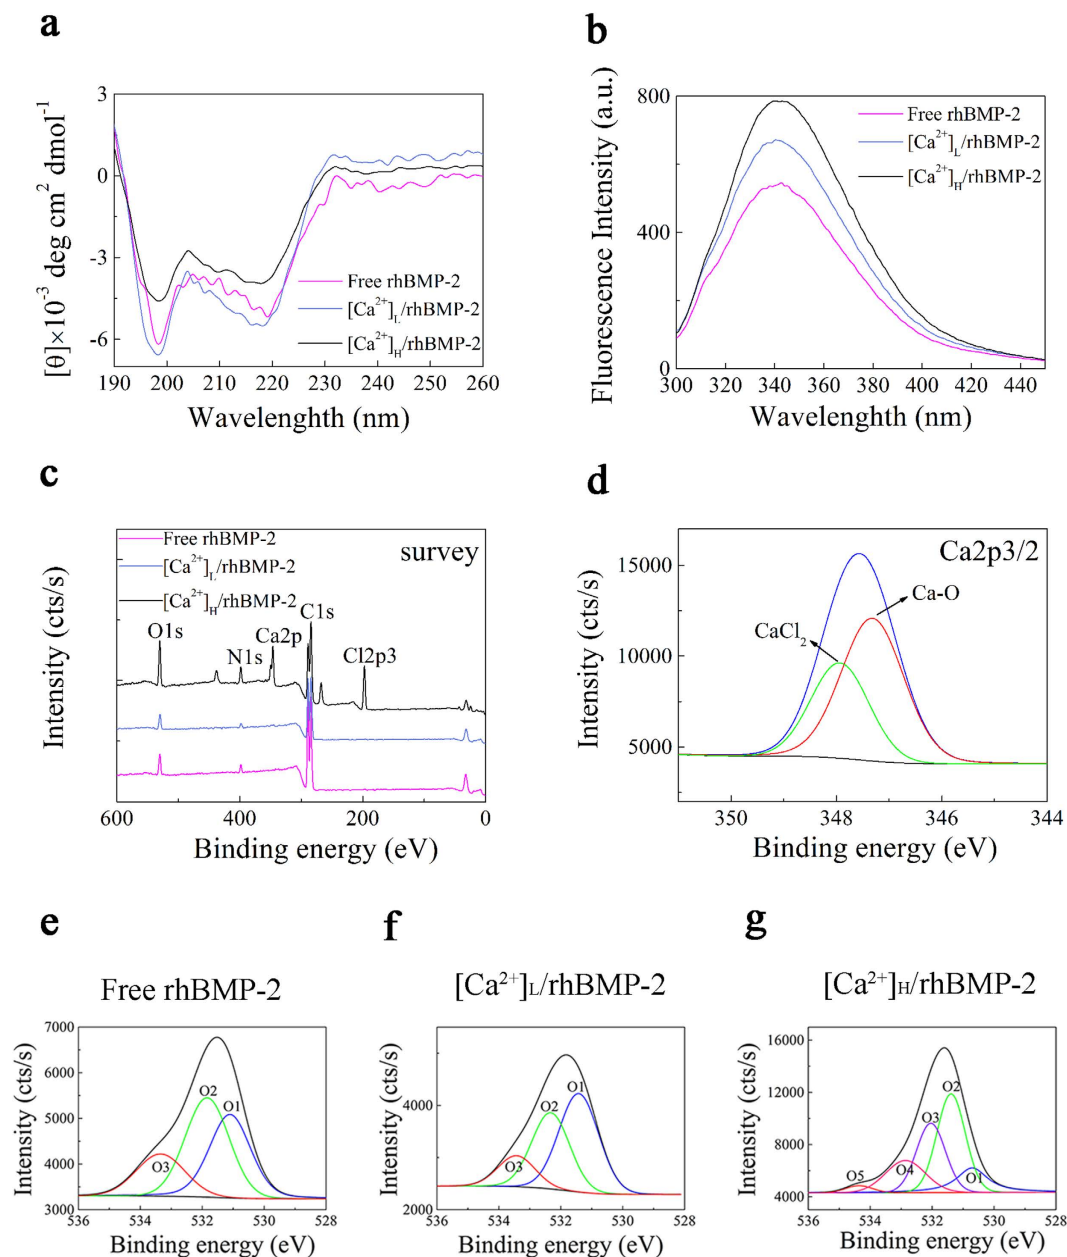 a
[θ]×10⁻³ deg cm² dmol⁻¹
3
0
-3
-6
Free rhBMP-2
[Ca²⁺]L/rhBMP-2
[Ca²⁺]H/rhBMP-2
190 200 210 220 230 240 250 260
Wavelenghth (nm)
b
Fluorescence Intensity (a.u.)
800
400
0
Free rhBMP-2
[Ca²⁺]L/rhBMP-2
[Ca²⁺]H/rhBMP-2
300 320 340 360 380 400 420 440
Wavelenghth (nm)
c
Intensity (cts/s)
Free rhBMP-2
[Ca²⁺]L/rhBMP-2
[Ca²⁺]H/rhBMP-2
survey
O1s
N1s
Ca2p
C1s
Cl2p3
600 400 200 0
Binding energy (eV)
d
Intensity (cts/s)
15000
10000
5000
Ca2p3/2
Ca-O
CaCl₂
350 348 346 344
Binding energy (eV)
e
Free rhBMP-2
Intensity (cts/s)
7000
6000
5000
4000
3000
O2
O1
O3
536 534 532 530 528
Binding energy (eV)
f
[Ca²⁺]L/rhBMP-2
Intensity (cts/s)
4000
2000
O1
O2
O3
536 534 532 530 528
Binding energy (eV)
g
[Ca²⁺]H/rhBMP-2
Intensity (cts/s)
16000
12000
8000
4000
O2
O3
O4
O5
O1
536 534 532 530 528
Binding energy (eV)